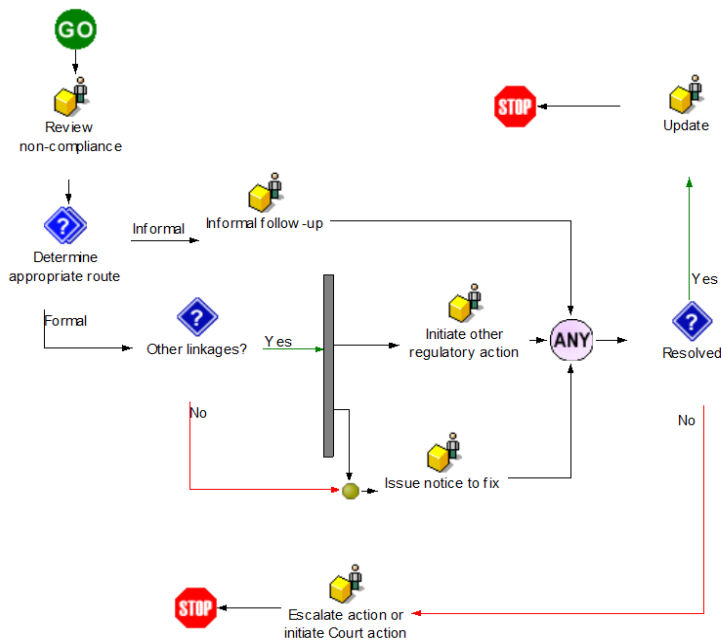 GO
Review
non-compliance
STOP
Update
Determine
appropriate route
Informal
Informal follow-up
Yes
Formal
Other linkages?
Yes
Initiate other
regulatory action
ANY
Resolved
No
No
Issue notice to fix
STOP
Escalate action or
initiate Court action